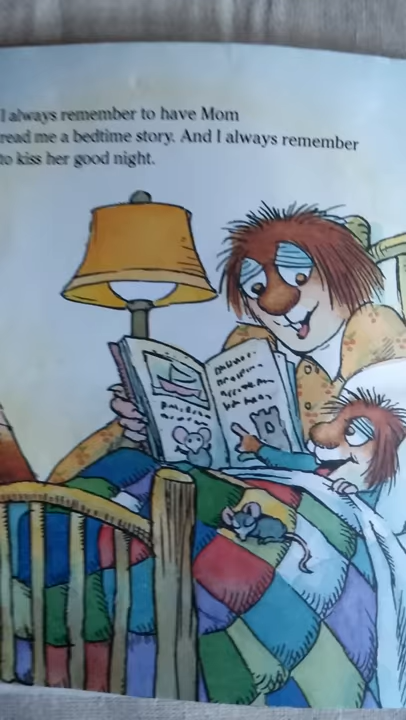 I always remember to have Mom
read me a bedtime story. And I always remember
to kiss her good night.